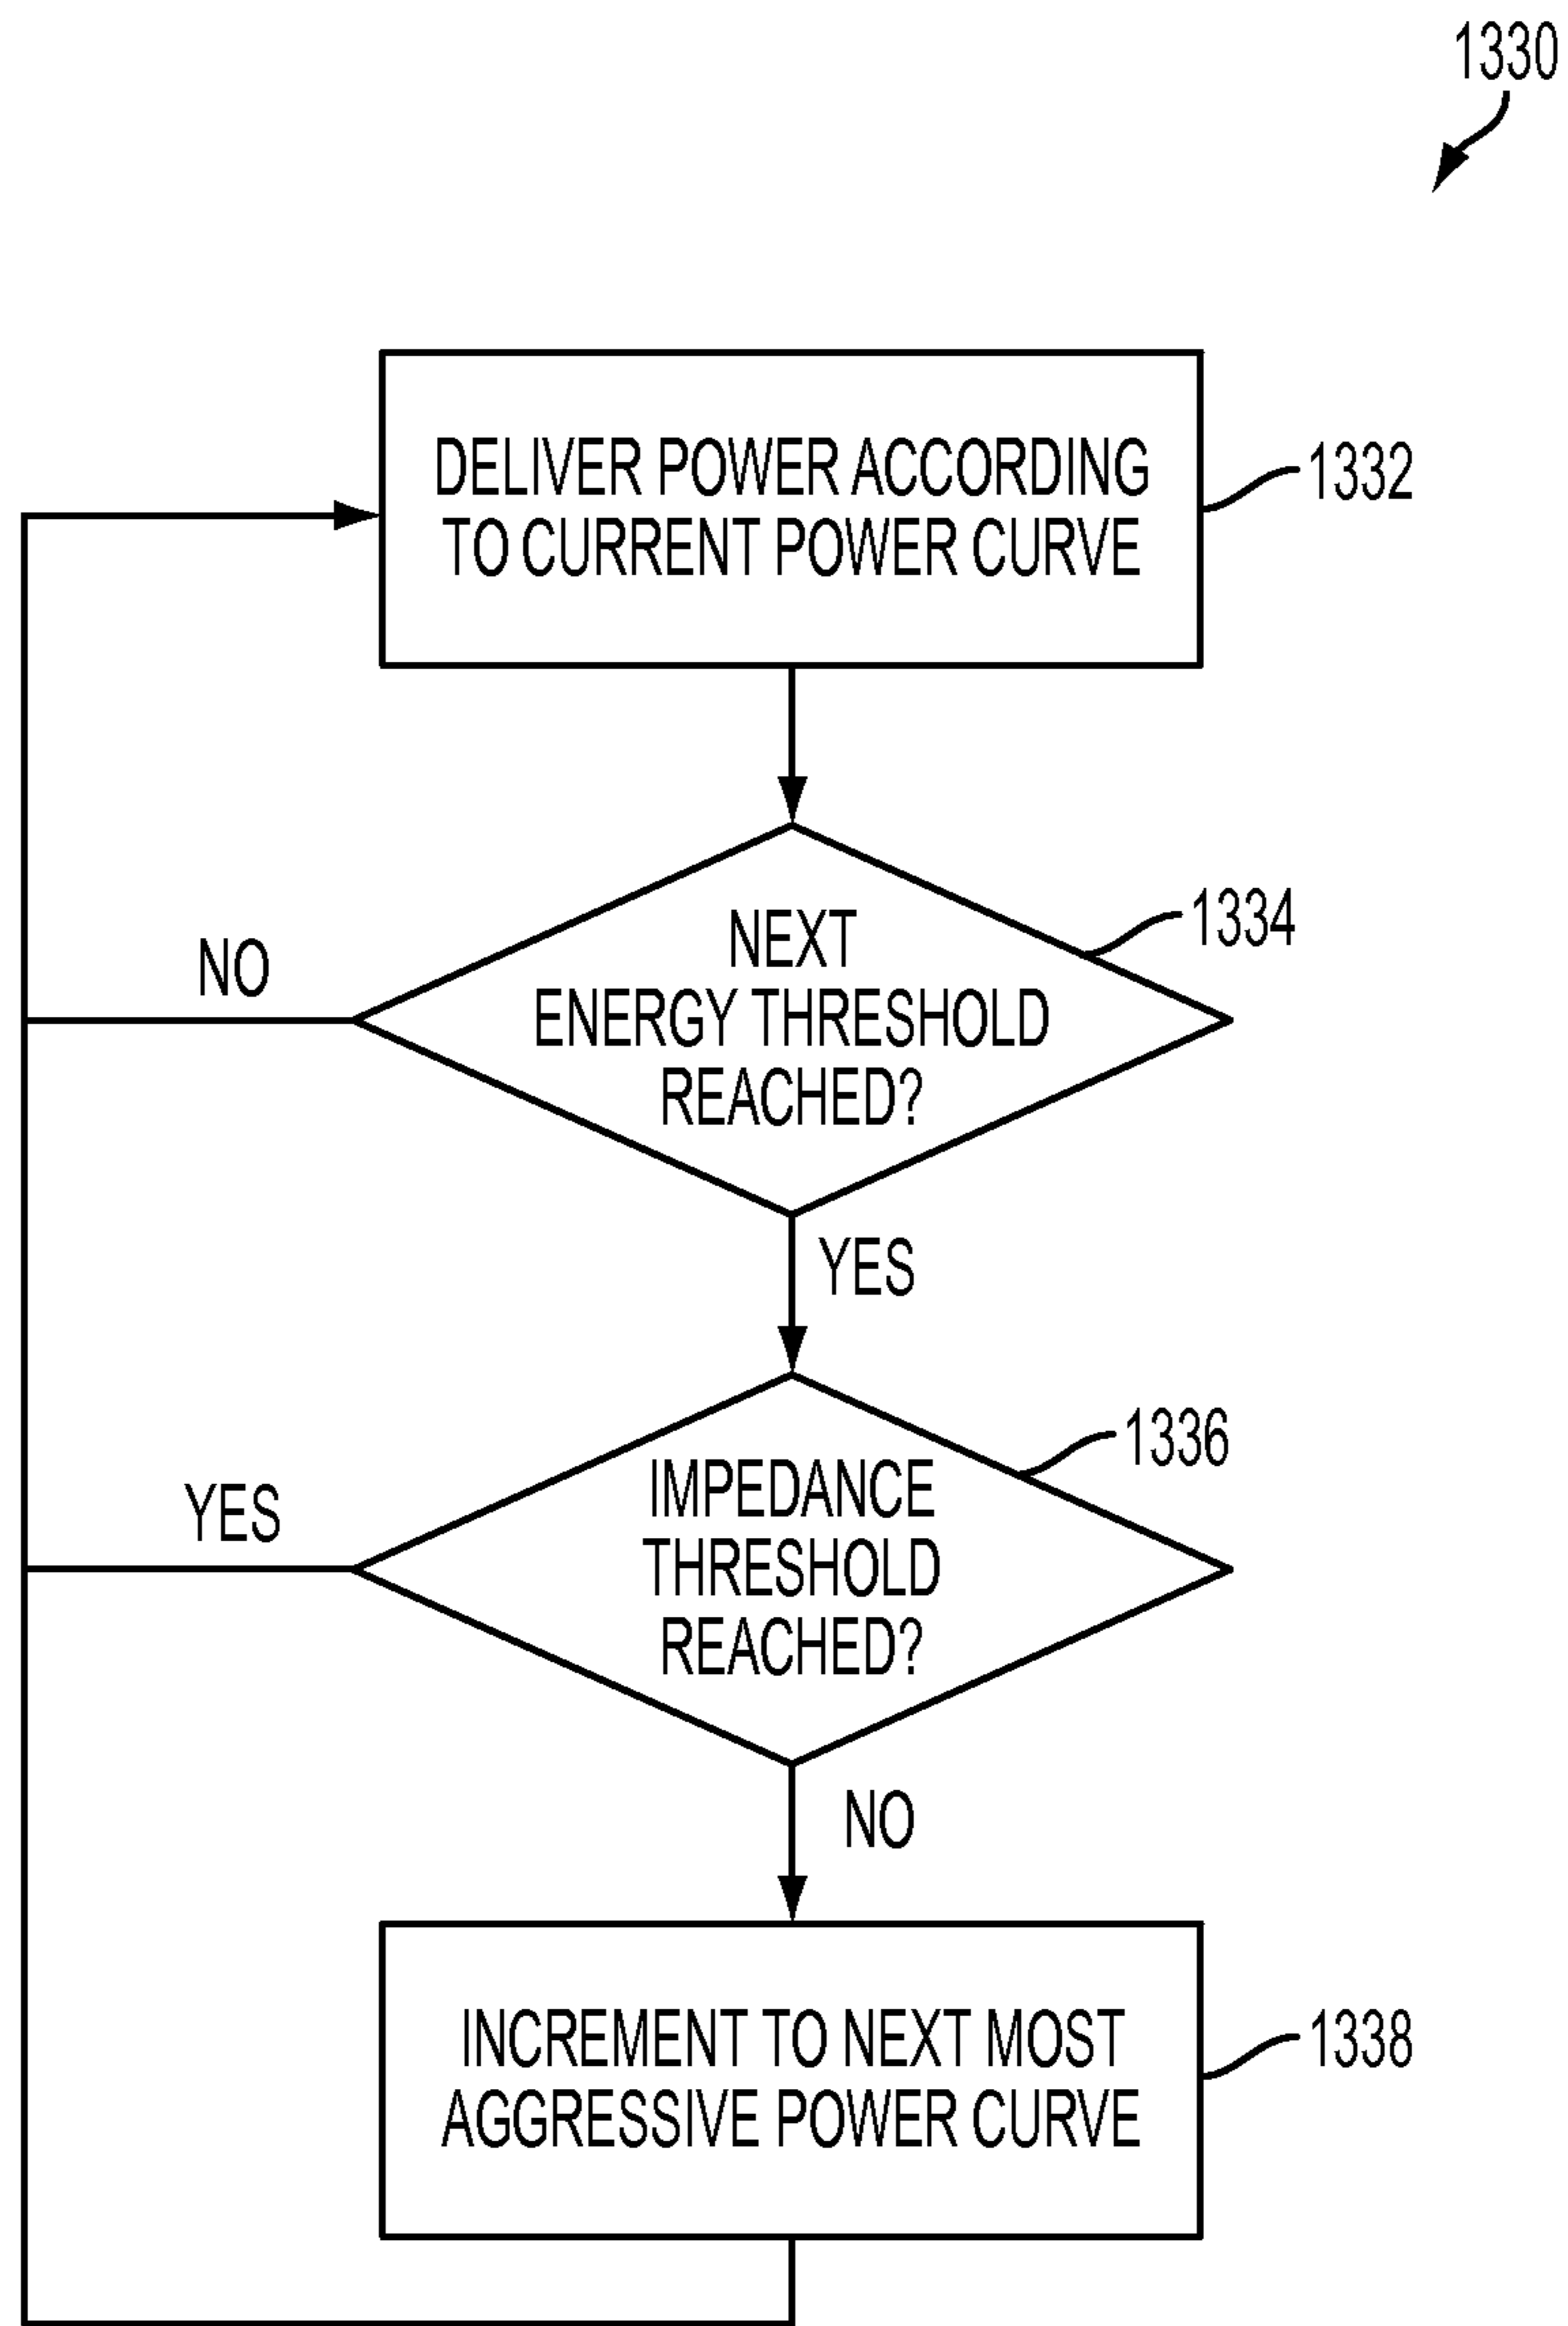 1330
DELIVER POWER ACCORDING
TO CURRENT POWER CURVE
1332
NEXT
ENERGY THRESHOLD
REACHED?
1334
NO
YES
IMPEDANCE
THRESHOLD
REACHED?
1336
YES
NO
INCREMENT TO NEXT MOST
AGGRESSIVE POWER CURVE
1338